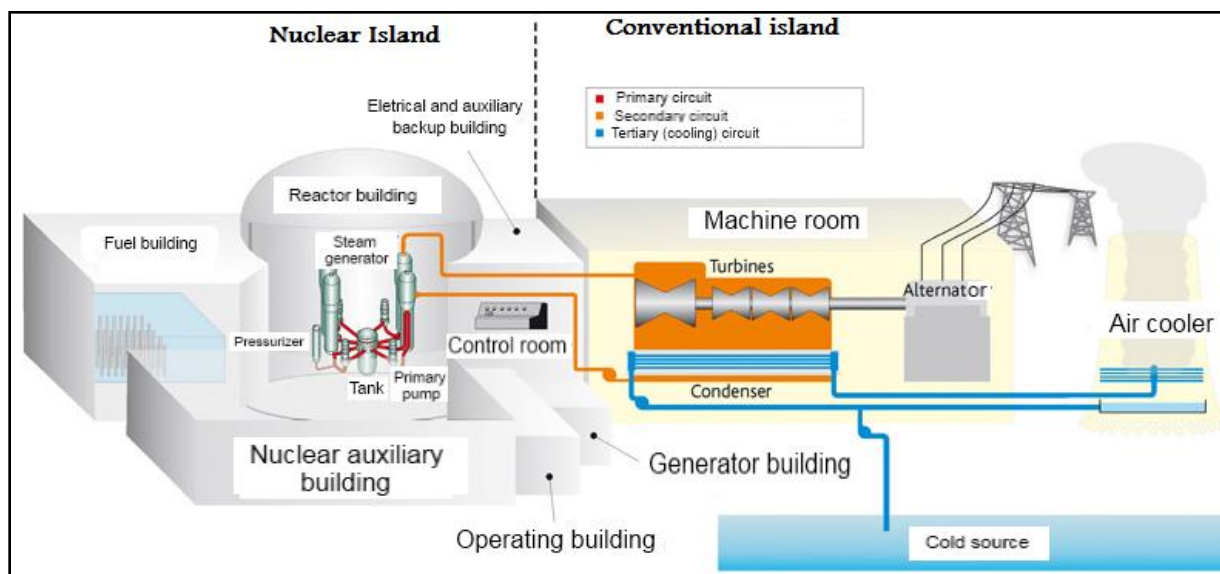 Nuclear Island
Conventional island
Primary circuit
Secondary circuit
Tertiary (cooling) circuit
Eletrical and auxiliary
backup building
Reactor building
Machine room
Fuel building
Steam
generator
Turbines
Alternator
Air cooler
Pressurizer
Control room
Tank
Primary
pump
Condenser
Nuclear auxiliary
building
Generator building
Operating building
Cold source